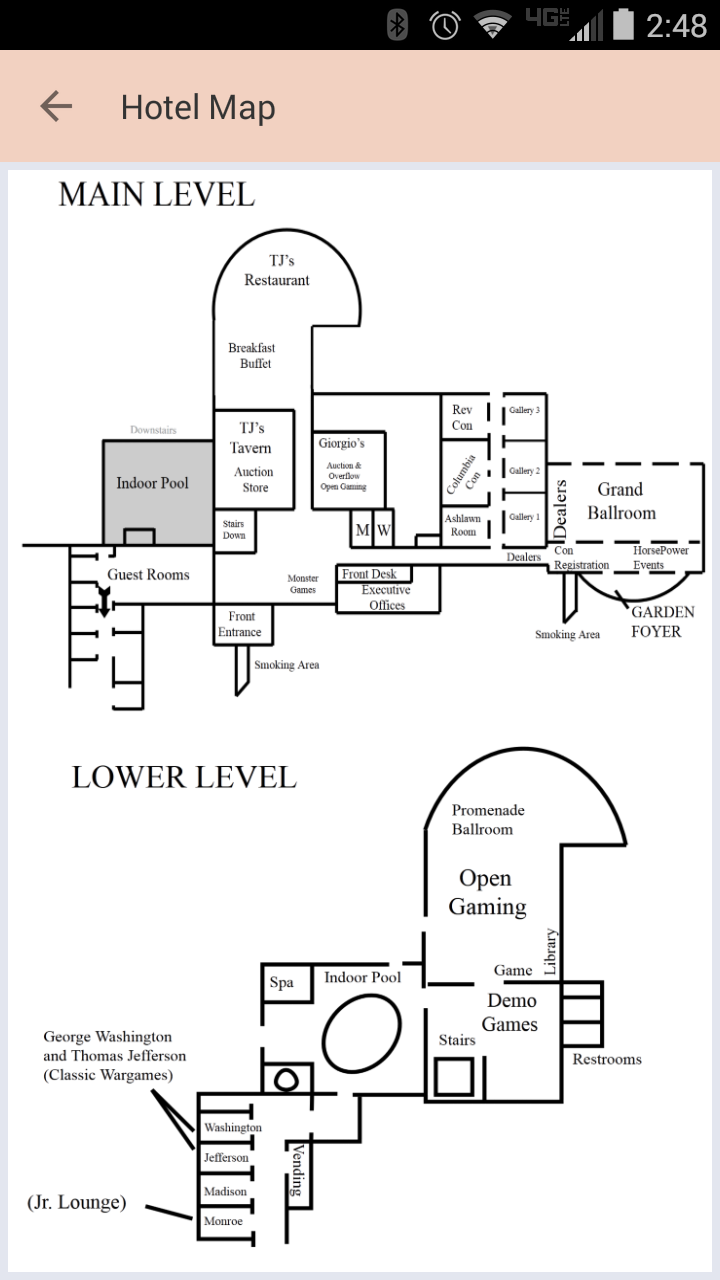 4G LTE 2:48
Hotel Map
MAIN LEVEL
TJ's
Restaurant
Breakfast
Buffet
Downstairs
Indoor Pool
TJ's
Tavern
Auction
Store
Giorgio's
Auction &
Overflow
Open Gaming
Rev
Con
Columbia
Con
Ashlawn
Room
Gallery 3
Gallery 2
Gallery 1
Dealers
Grand
Ballroom
Stairs
Down
M W
Dealers
Con
Registration
HorsePower
Events
Guest Rooms
Monster
Games
Front Desk
Executive
Offices
Front
Entrance
Smoking Area
Smoking Area
GARDEN
FOYER
LOWER LEVEL
Promenade
Ballroom
Open
Gaming
Library
Game
Demo
Games
Spa
Indoor Pool
Stairs
Restrooms
George Washington
and Thomas Jefferson
(Classic Wargames)
Washington
Jefferson
Madison
Monroe
Vending
(Jr. Lounge)